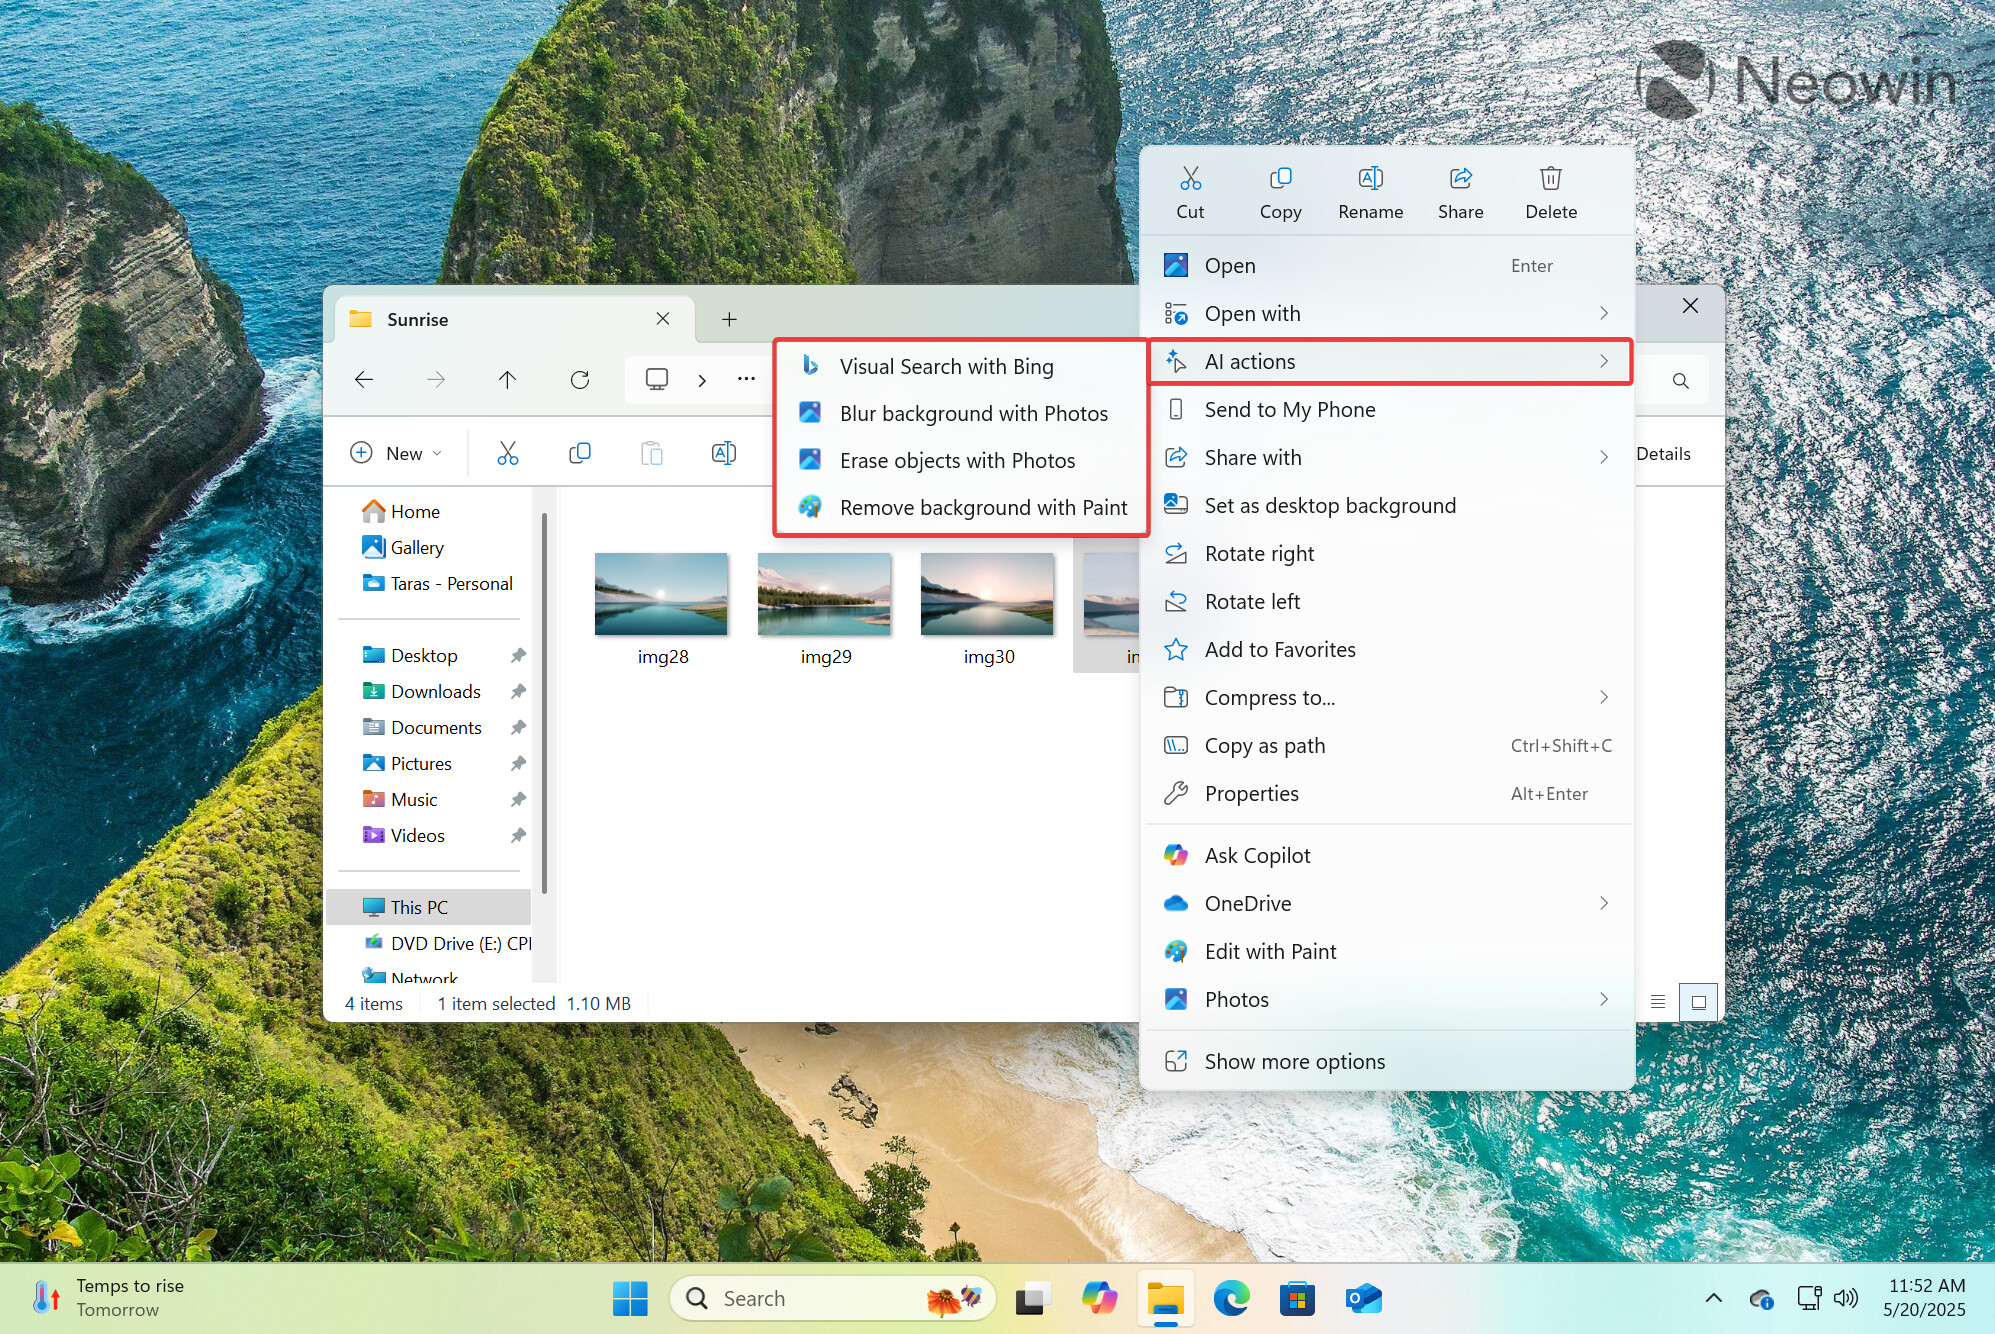 Neowin
Cut
Copy
Rename
Share
Delete
Open
Enter
Open with
AI actions
Send to My Phone
Share with
Set as desktop background
Rotate right
Rotate left
Add to Favorites
Compress to...
Copy as path
Ctrl+Shift+C
Properties
Alt+Enter
Ask Copilot
OneDrive
Edit with Paint
Photos
Show more options
Visual Search with Bing
Blur background with Photos
Erase objects with Photos
Remove background with Paint
Sunrise
New
Details
Home
Gallery
Taras - Personal
Desktop
Downloads
Documents
Pictures
Music
Videos
This PC
DVD Drive (E:)
Network
img28
img29
img30
4 items
1 item selected 1.10 MB
Temps to rise
Tomorrow
Search
11:52 AM
5/20/2025